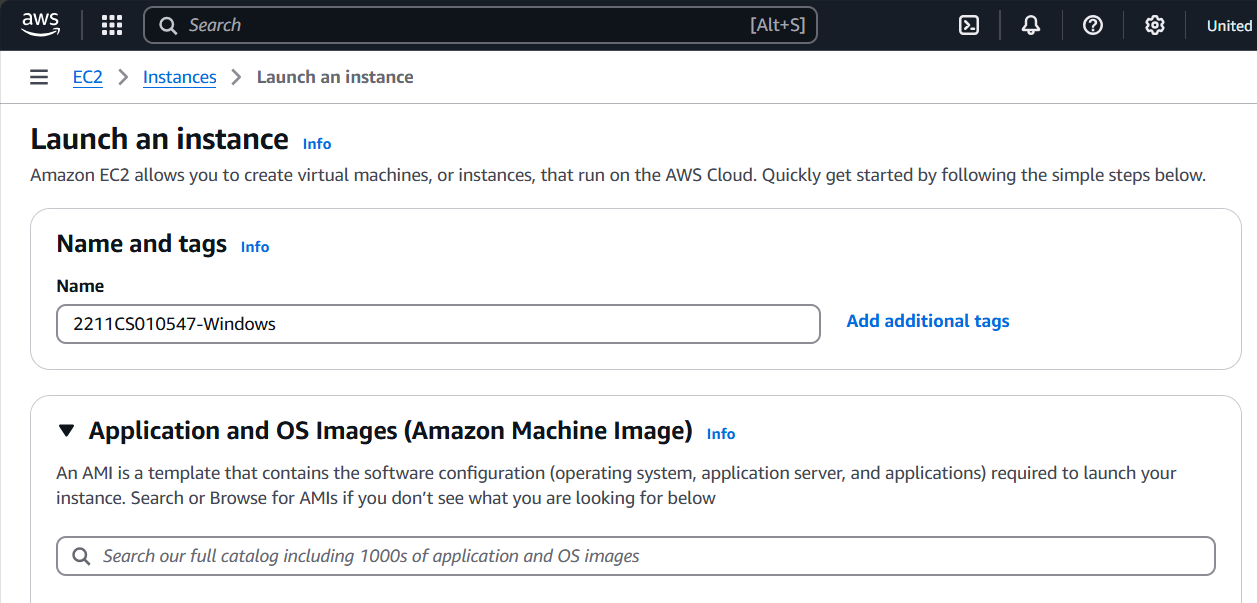 aws Search [Alt+S] United
EC2 Instances Launch an instance
Launch an instance Info
Amazon EC2 allows you to create virtual machines, or instances, that run on the AWS Cloud. Quickly get started by following the simple steps below.
Name and tags Info
Name
2211CS010547-Windows Add additional tags
Application and OS Images (Amazon Machine Image) Info
An AMI is a template that contains the software configuration (operating system, application server, and applications) required to launch your
instance. Search or Browse for AMIs if you don’t see what you are looking for below
Search our full catalog including 1000s of application and OS images